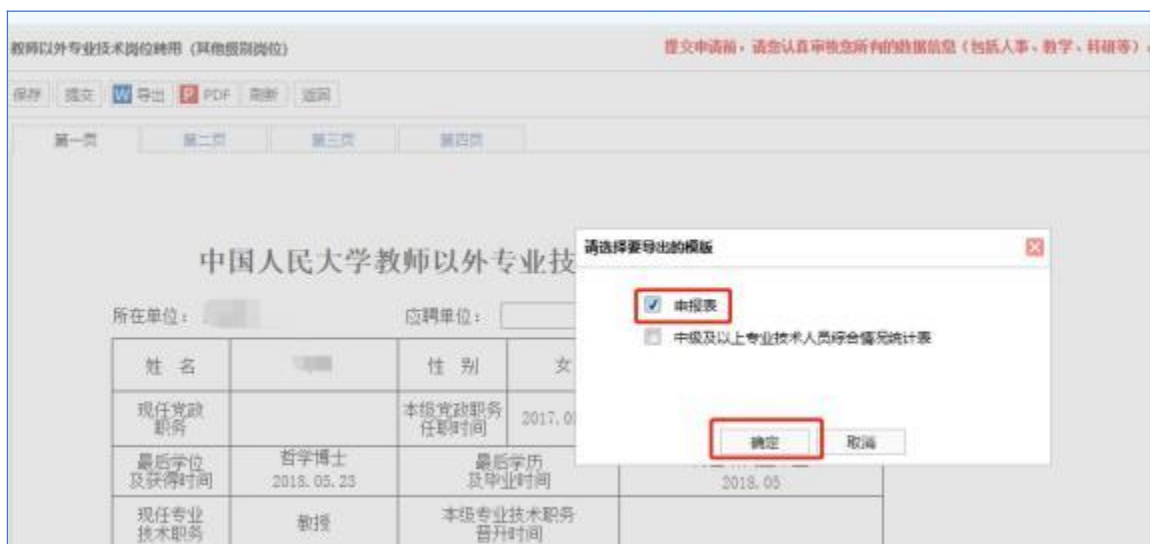 教师以外专业技术岗位聘用（其他级别岗位）
提交申请前，请您认真审核您所有的数据信息（包括人事、教学、科研等）
保存 提交 导出 PDF 刷新 返回
第一页 第二页 第三页 第四页
请选择要导出的模版
中国人民大学教师以外专业技
申报表
所在单位： 应聘单位：
中级及以上专业技术人员综合情况统计表
姓 名 性 别 女
现任党政职务 本级党政职务任职时间 2017.0
确定 取消
最后学位及获得时间 哲学博士 2018.05.23 最后学历及毕业时间 2018.05
现任专业技术职务 教授 本级专业技术职务晋升时间